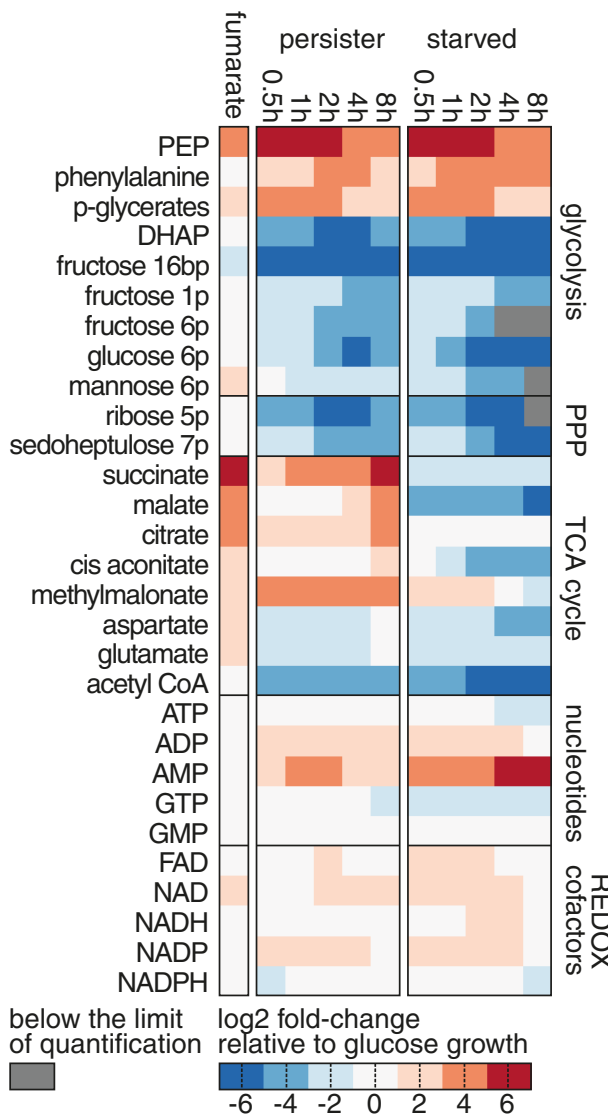 persister starved
fumarate 0.5h 1h 2h 4h 8h 0.5h 1h 2h 4h 8h
PEP
phenylalanine
p-glycerates
DHAP
fructose 16bp
fructose 1p
fructose 6p
glucose 6p
mannose 6p
glycolysis
ribose 5p
sedoheptulose 7p
PPP
succinate
malate
citrate
cis aconitate
methylmalonate
aspartate
glutamate
acetyl CoA
TCA cycle
ATP
ADP
AMP
GTP
GMP
nucleotides
FAD
NAD
NADH
NADP
NADPH
REDOX
cofactors
below the limit
of quantification
log2 fold-change
relative to glucose growth
-6 -4 -2 0 2 4 6